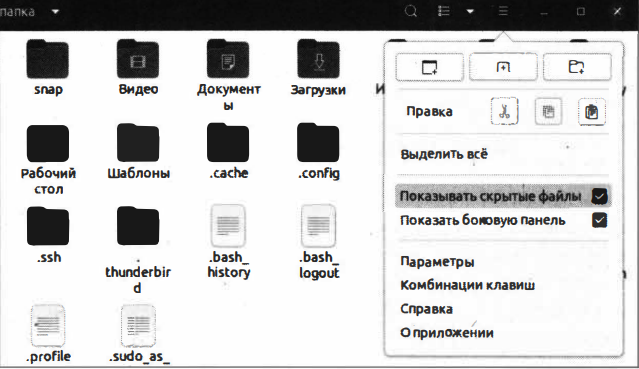 папка
snap
Видео
Документ
ы
Загрузки
Рабочий
стол
Шаблоны
.cache
.config
.ssh
.
thunderbir
d
.bash_
history
.bash_
logout
.profile
.sudo_as_
Правка
Выделить всё
Показывать скрытые файлы
Показать боковую панель
Параметры
Комбинации клавиш
Справка
О приложении